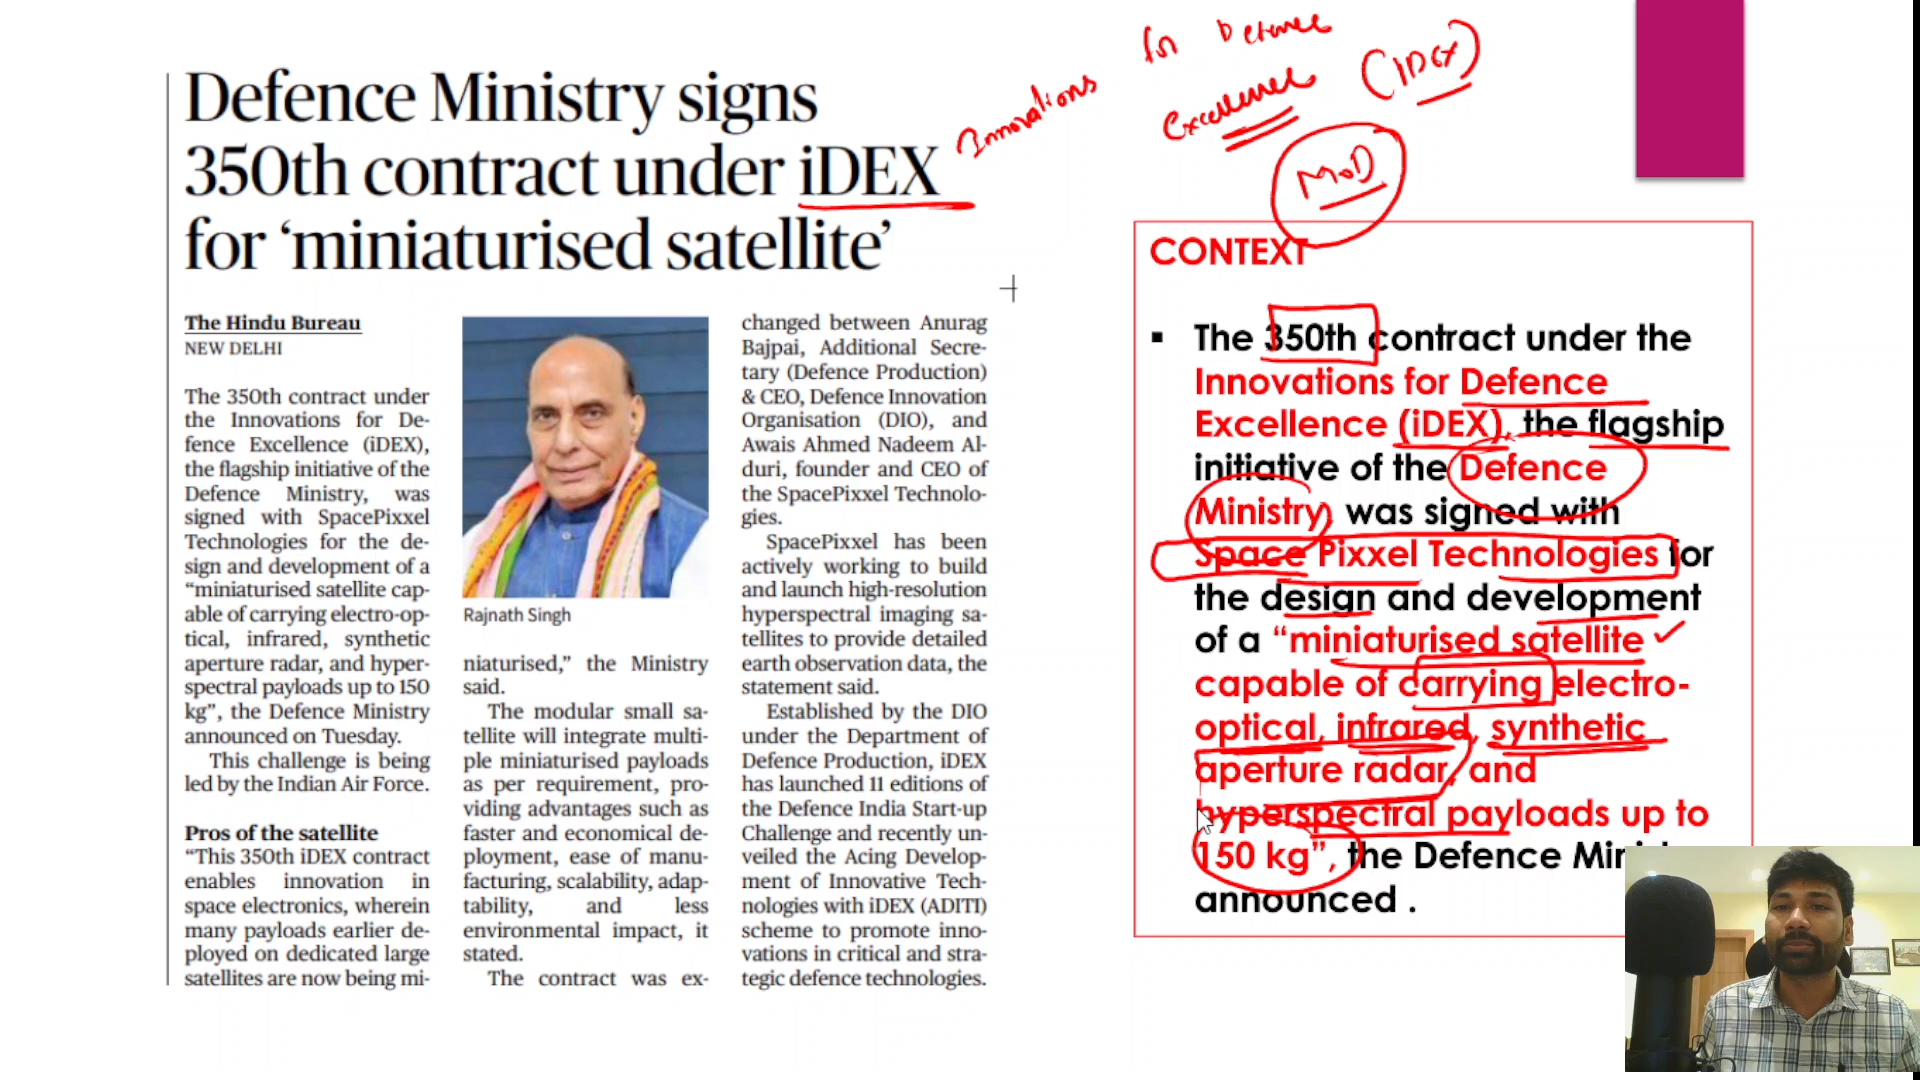 Defence Ministry signs
350th contract under iDEX
for ‘miniaturised satellite’
The Hindu Bureau
NEW DELHI
The 350th contract under
the Innovations for De-
fence Excellence (iDEX),
the flagship initiative of the
Defence Ministry, was
signed with SpacePixxel
Technologies for the de-
sign and development of a
“miniaturised satellite cap-
able of carrying electro-op-
tical, infrared, synthetic
aperture radar, and hyper-
spectral payloads up to 150
kg”, the Defence Ministry
announced on Tuesday.
This challenge is being
led by the Indian Air Force.
Pros of the satellite
“This 350th iDEX contract
enables innovation in
space electronics, wherein
many payloads earlier de-
ployed on dedicated large
satellites are now being mi-
Rajnath Singh
niaturised,” the Ministry
said.
The modular small sa-
tellite will integrate multi-
ple miniaturised payloads
as per requirement, pro-
viding advantages such as
faster and economical de-
ployment, ease of manu-
facturing, scalability, adap-
tability, and less
environmental impact, it
stated.
The contract was ex-
changed between Anurag
Bajpai, Additional Secre-
tary (Defence Production)
& CEO, Defence Innovation
Organisation (DIO), and
Awais Ahmed Nadeem Al-
duri, founder and CEO of
the SpacePixxel Technolo-
gies.
SpacePixxel has been
actively working to build
and launch high-resolution
hyperspectral imaging sa-
tellites to provide detailed
earth observation data, the
statement said.
Established by the DIO
under the Department of
Defence Production, iDEX
has launched 11 editions of
the Defence India Start-up
Challenge and recently un-
veiled the Acing Develop-
ment of Innovative Tech-
nologies with iDEX (ADITI)
scheme to promote inno-
vations in critical and stra-
tegic defence technologies.
Innovations for Defence
Excellence (iDEX)
MoD
CONTEXT
▪ The 350th contract under the
Innovations for Defence
Excellence (iDEX), the flagship
initiative of the Defence
Ministry, was signed with
Space Pixxel Technologies for
the design and development
of a “miniaturised satellite
capable of carrying electro-
optical, infrared, synthetic
aperture radar, and
hyperspectral payloads up to
150 kg”, the Defence
announced .